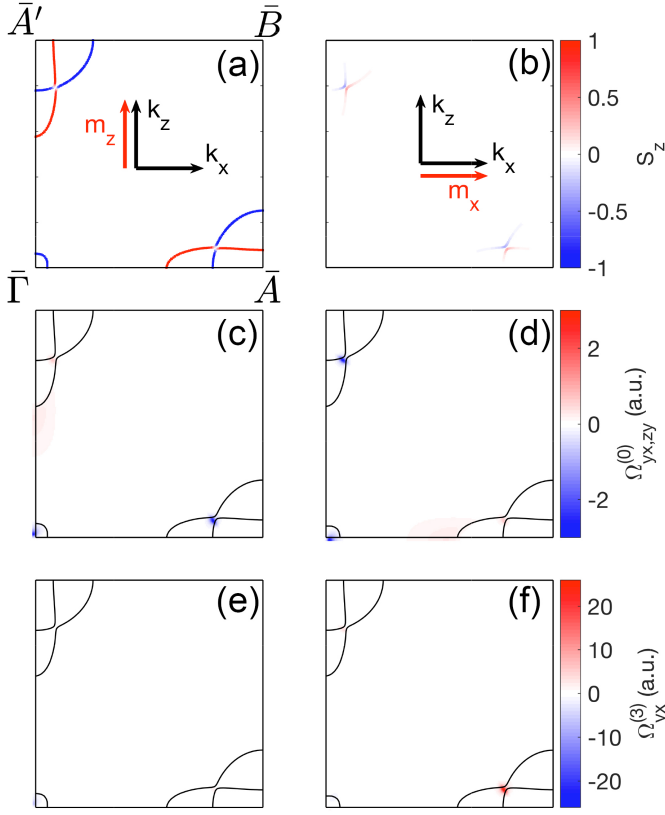 Ā′ B̄
(a) (b) 1
k_z 0.5
m_z k_z
k_x k_x 0 S_z
m_x
-0.5
-1
Γ̄ Ā
(c) (d)
2
0 Ω^(0)_yx,zy (a.u.)
-2
(e) (f)
20
10
0 Ω^(3)_yx (a.u.)
-10
-20